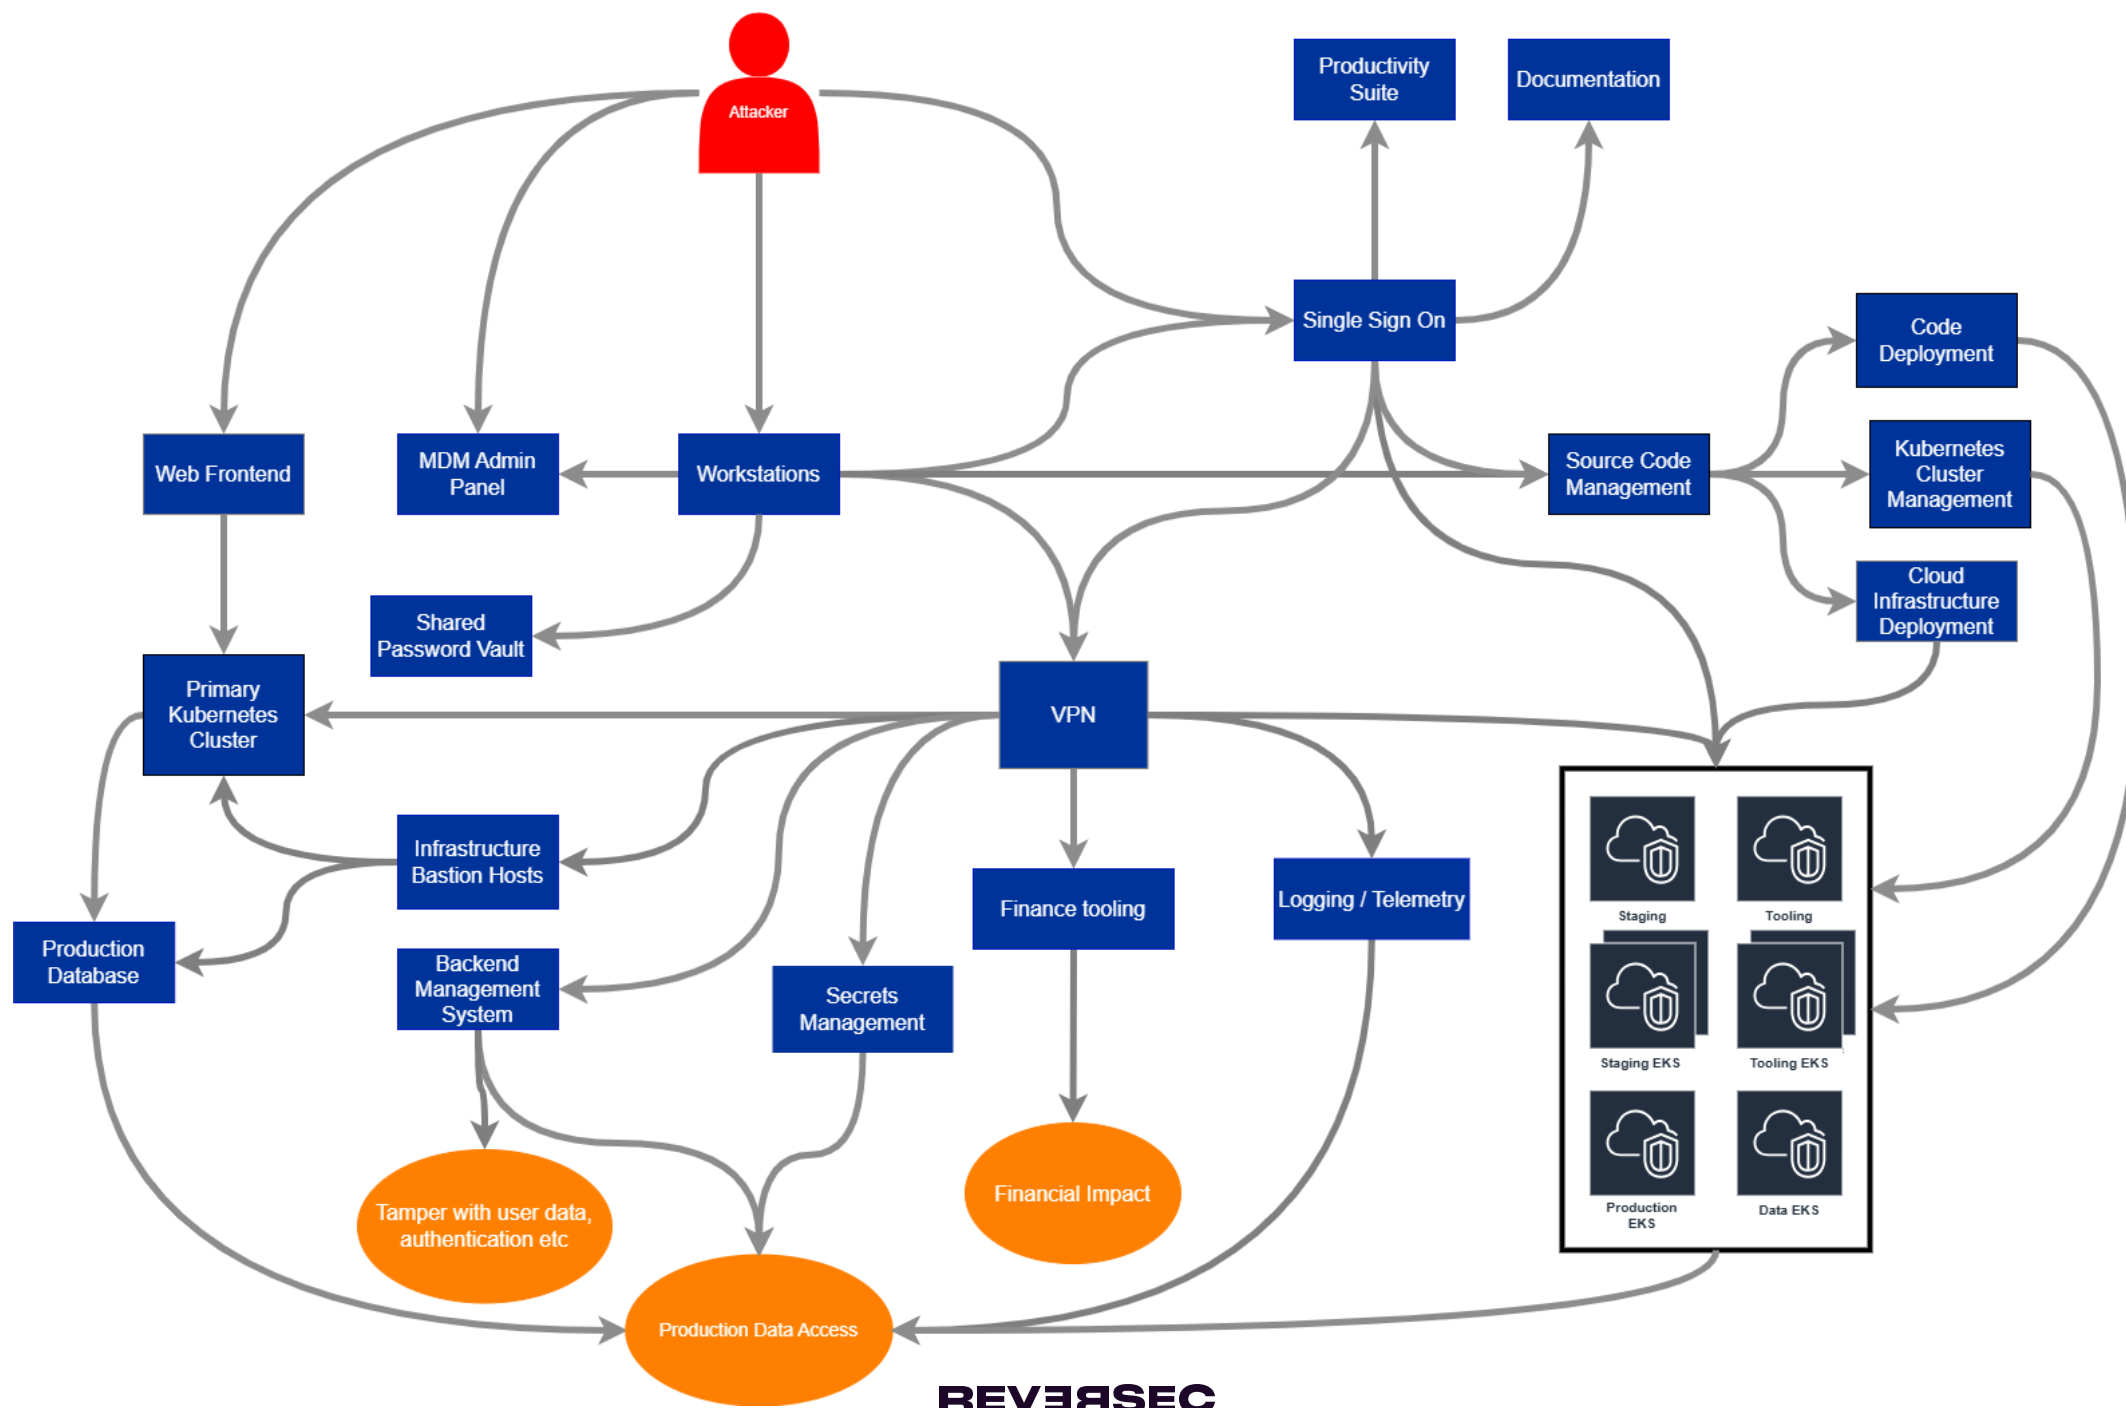 Attacker
Productivity
Suite
Documentation
Single Sign On
Code
Deployment
Web Frontend
MDM Admin
Panel
Workstations
Source Code
Management
Kubernetes
Cluster
Management
Shared
Password Vault
Cloud
Infrastructure
Deployment
Primary
Kubernetes
Cluster
VPN
Infrastructure
Bastion Hosts
Finance tooling
Logging / Telemetry
Staging
Tooling
Production
Database
Backend
Management
System
Secrets
Management
Staging EKS
Tooling EKS
Tamper with user data,
authentication etc
Financial Impact
Production
EKS
Data EKS
Production Data Access
REVERSEC